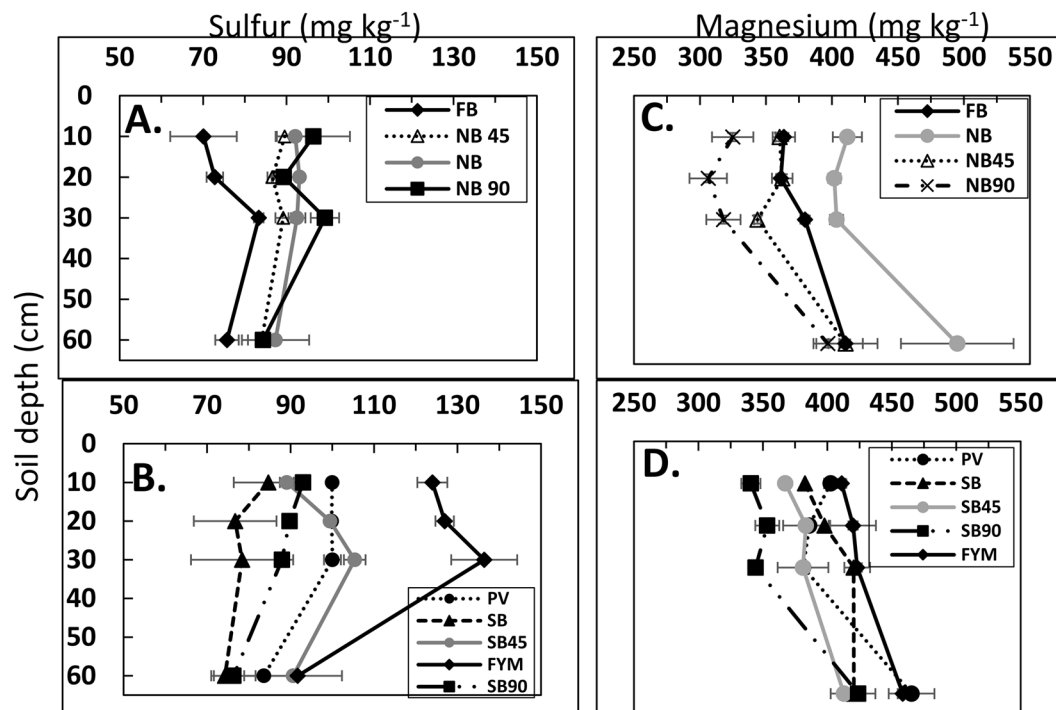 Sulfur (mg kg⁻¹)
50 70 90 110 130 150
0
10
20
30
40
50
60
A.
FB
NB 45
NB
NB 90
Magnesium (mg kg⁻¹)
250 300 350 400 450 500 550
C.
FB
NB
NB45
NB90
Soil depth (cm)
50 70 90 110 130 150
0
10
20
30
40
50
60
B.
PV
SB
SB45
FYM
SB90
250 300 350 400 450 500 550
D.
PV
SB
SB45
SB90
FYM